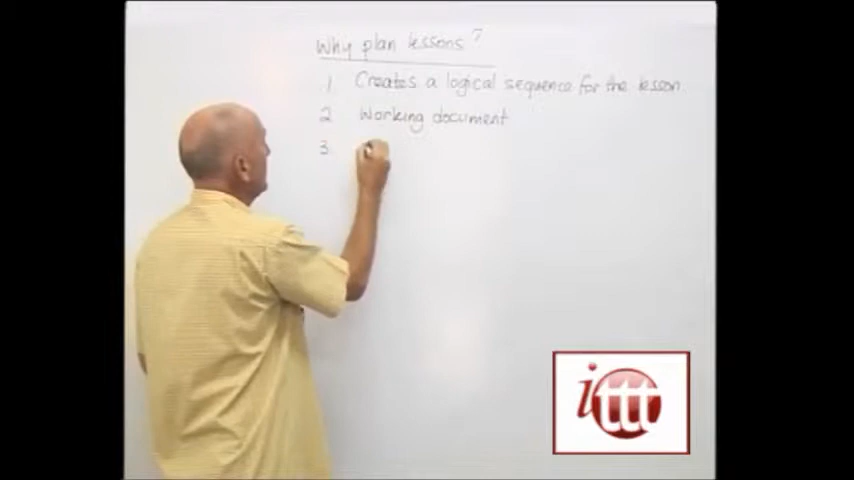 Why plan lessons?
1 Creates a logical sequence for the lesson
2 Working document
3
ittt